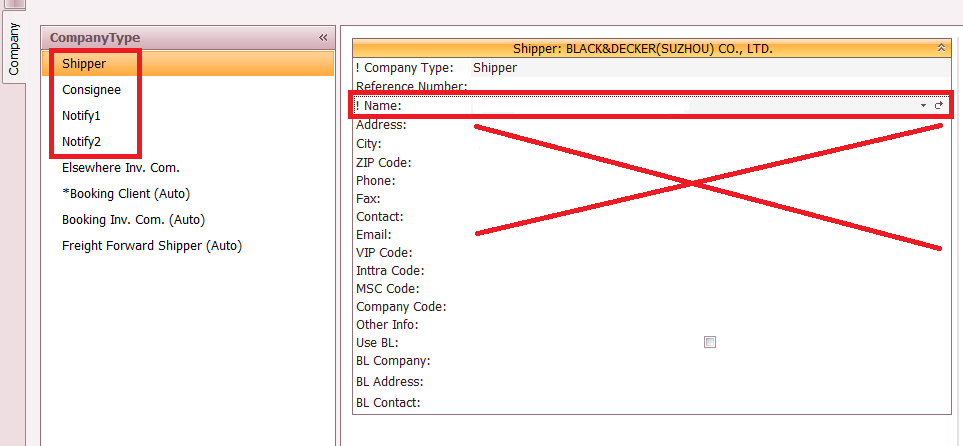 Company
CompanyType
Shipper
Consignee
Notify1
Notify2
Elsewhere Inv. Com.
*Booking Client (Auto)
Booking Inv. Com. (Auto)
Freight Forward Shipper (Auto)
Shipper: BLACK&DECKER(SUZHOU) CO., LTD.
! Company Type: Shipper
Reference Number:
! Name:
Address:
City:
ZIP Code:
Phone:
Fax:
Contact:
Email:
VIP Code:
Inttra Code:
MSC Code:
Company Code:
Other Info:
Use BL:
BL Company:
BL Address:
BL Contact: